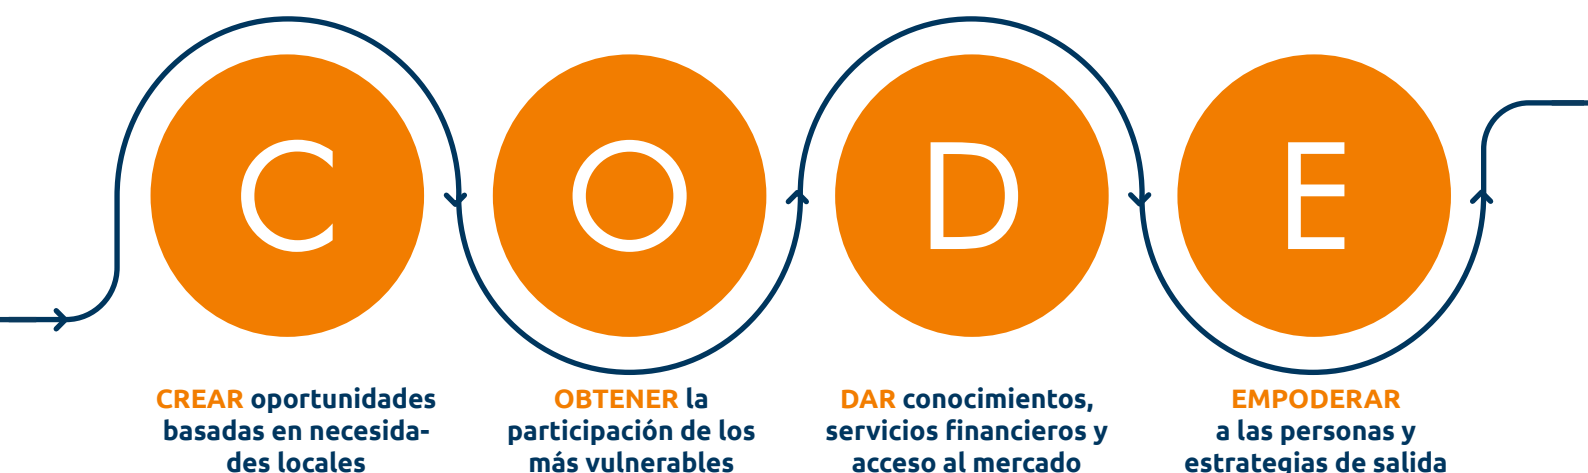 C
O
D
E
CREAR oportunidades
basadas en necesida-
des locales
OBTENER la
participación de los
más vulnerables
DAR conocimientos,
servicios financieros y
acceso al mercado
EMPODERAR
a las personas y
estrategias de salida